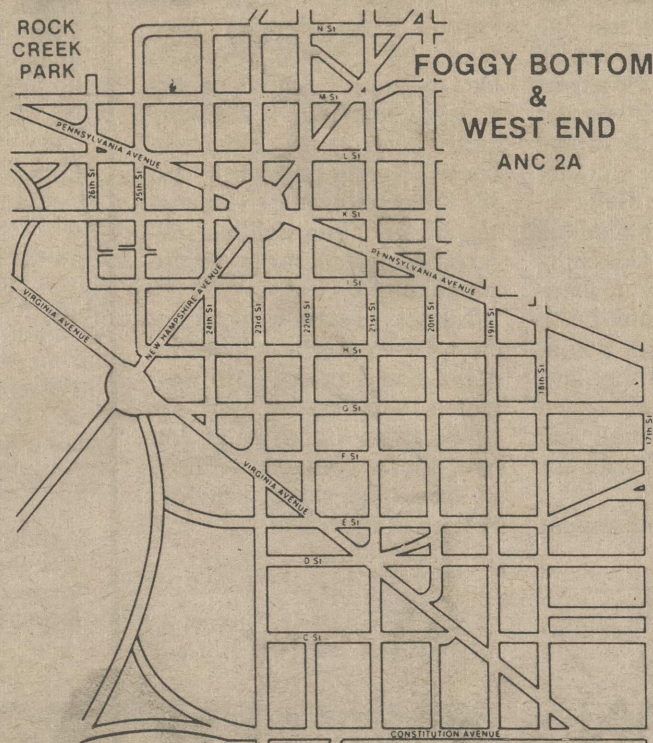 ROCK
CREEK
PARK
FOGGY BOTTOM
&
WEST END
ANC 2A
N St
M St
PENNSYLVANIA AVENUE
L St
26th St
25th St
K St
PENNSYLVANIA AVENUE
I St
VIRGINIA AVENUE
NEW HAMPSHIRE AVENUE
24th St
23rd St
22nd St
21st St
20th St
19th St
H St
18th St
G St
17th St
F St
VIRGINIA AVENUE
E St
D St
C St
CONSTITUTION AVENUE